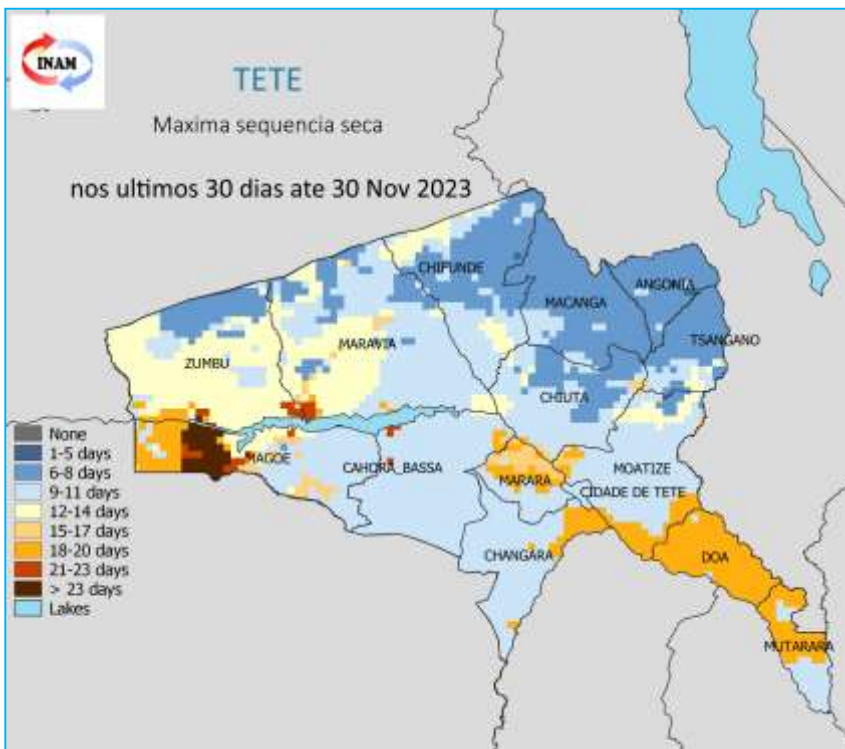 INAM
TETE
Maxima sequencia seca
nos ultimos 30 dias ate 30 Nov 2023
CHIFUNDE
ANGONIA
MACANGA
TSANGANO
MARAVIA
ZUMBU
CHIUTA
None
1-5 days
6-8 days
9-11 days
12-14 days
15-17 days
18-20 days
21-23 days
> 23 days
Lakes
MAGOE
CAHORA_BASSA
MARARA
MOATIZE
CIDADE DE TETE
CHANGARA
DOA
MUTARARA